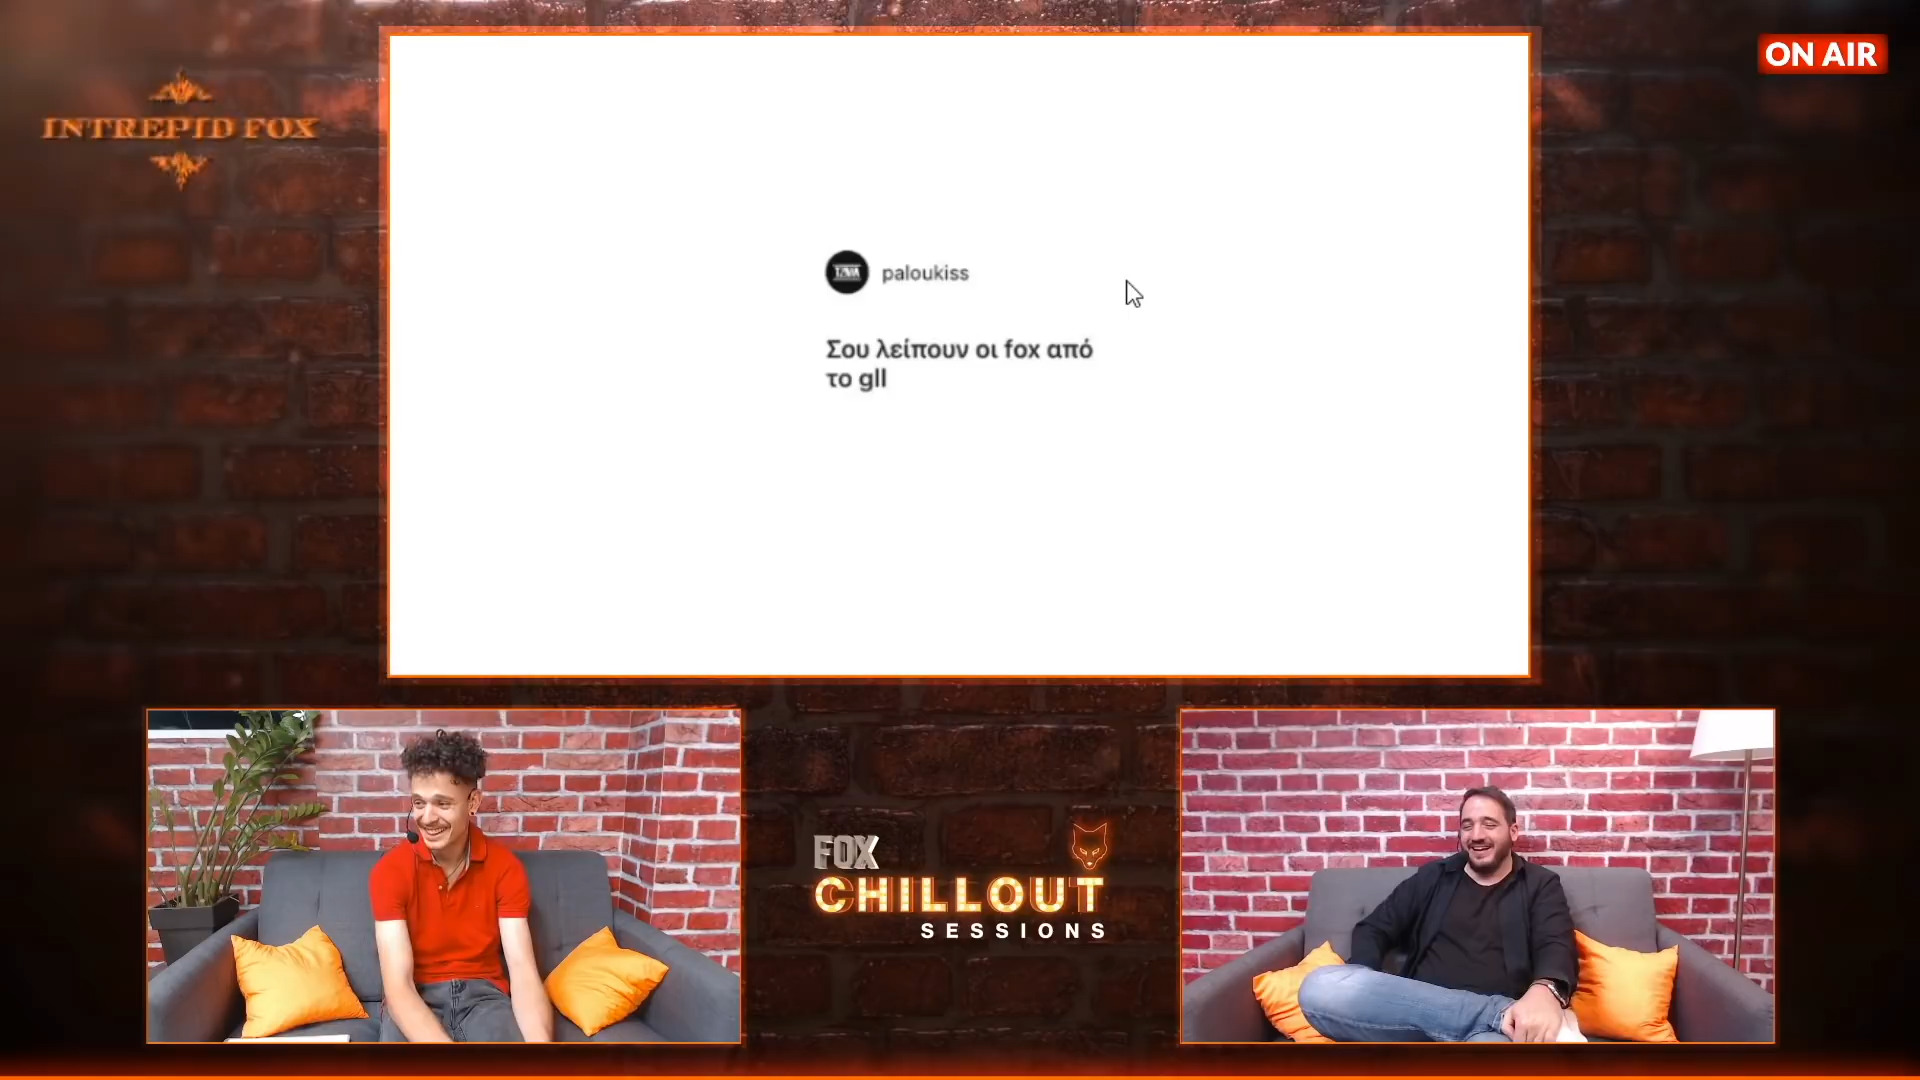 INTREPID FOX
ON AIR
paloukiss
Σου λείπουν οι fox από
το gll
FOX
CHILLOUT
SESSIONS